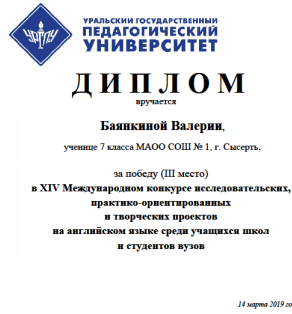 УРАЛЬСКИЙ ГОСУДАРСТВЕННЫЙ
ПЕДАГОГИЧЕСКИЙ
УНИВЕРСИТЕТ
УрГПУ
ДИПЛОМ
вручается
Баянкиной Валерии,
ученице 7 класса МАОО СОШ № 1, г. Сысерть,
за победу (III место)
в XIV Международном конкурсе исследовательских,
практико-ориентированных
и творческих проектов
на английском языке среди учащихся школ
и студентов вузов
14 марта 2019 го